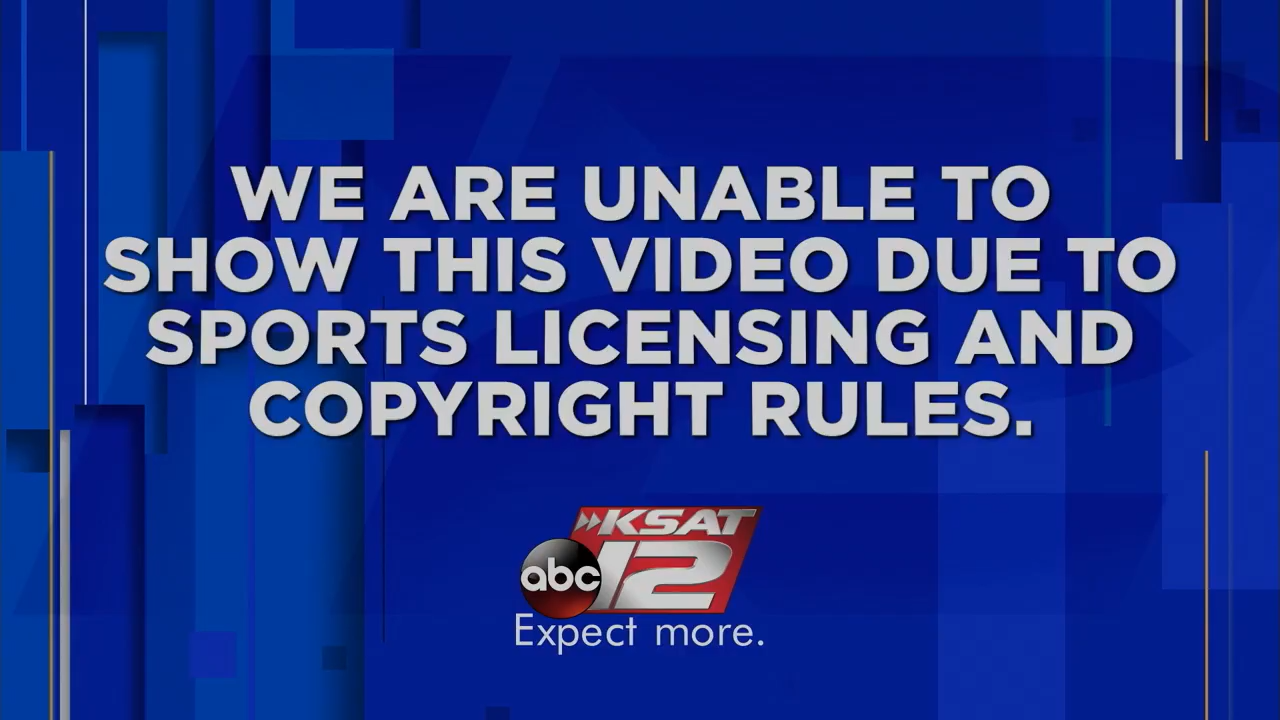 WE ARE UNABLE TO
SHOW THIS VIDEO DUE TO
SPORTS LICENSING AND
COPYRIGHT RULES.
KSAT
abc 12
Expect more.